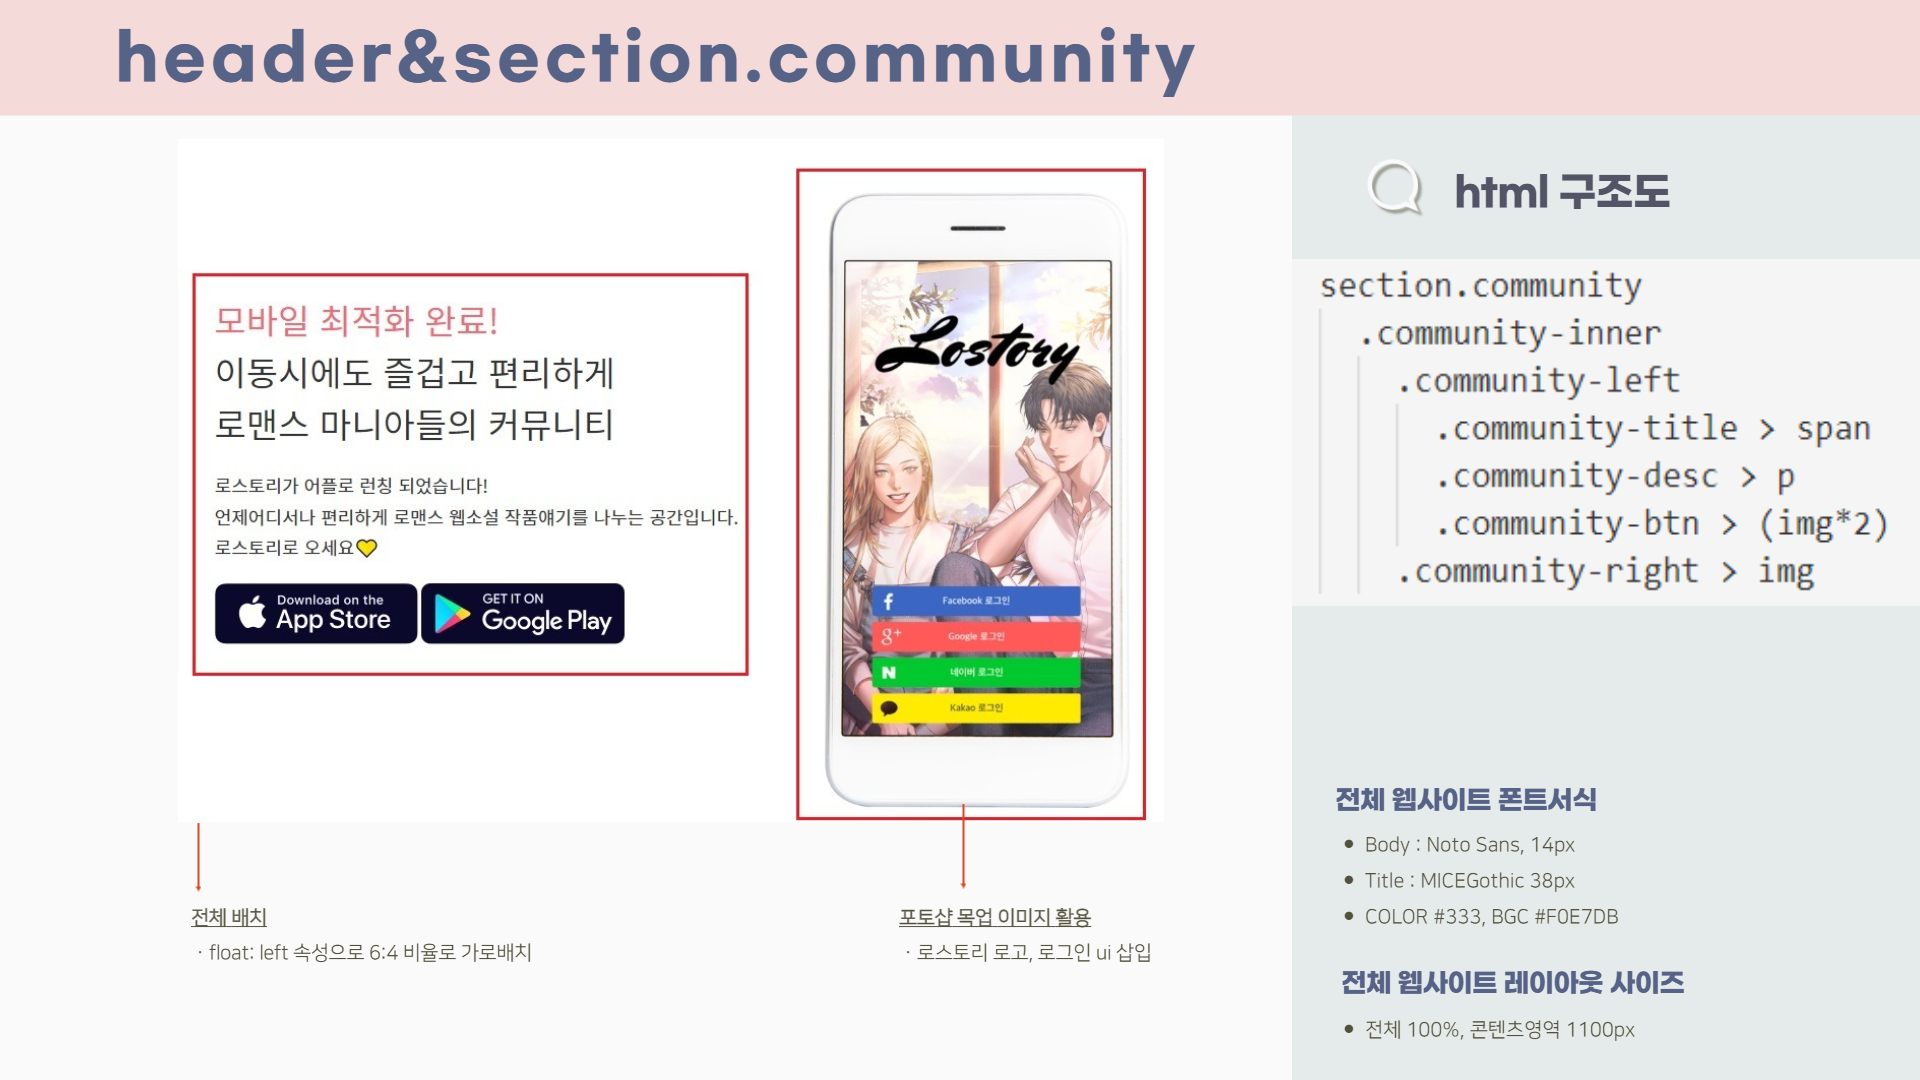 header&section.community
모바일 최적화 완료!
이동시에도 즐겁고 편리하게
로맨스 마니아들의 커뮤니티
로스토리가 어플로 런칭 되었습니다!
언제어디서나 편리하게 로맨스 웹소설 작품얘기를 나누는 공간입니다.
로스토리로 오세요💛
Download on the
App Store
GET IT ON
Google Play
Lostory
f Facebook 로그인
g+ Google 로그인
N 네이버 로그인
Kakao 로그인
전체 배치
· float: left 속성으로 6:4 비율로 가로배치
포토샵 목업 이미지 활용
· 로스토리 로고, 로그인 ui 삽입
html 구조도
section.community
.community-inner
.community-left
.community-title > span
.community-desc > p
.community-btn > (img*2)
.community-right > img
전체 웹사이트 폰트서식
• Body : Noto Sans, 14px
• Title : MICEGothic 38px
• COLOR #333, BGC #F0E7DB
전체 웹사이트 레이아웃 사이즈
• 전체 100%, 콘텐츠영역 1100px